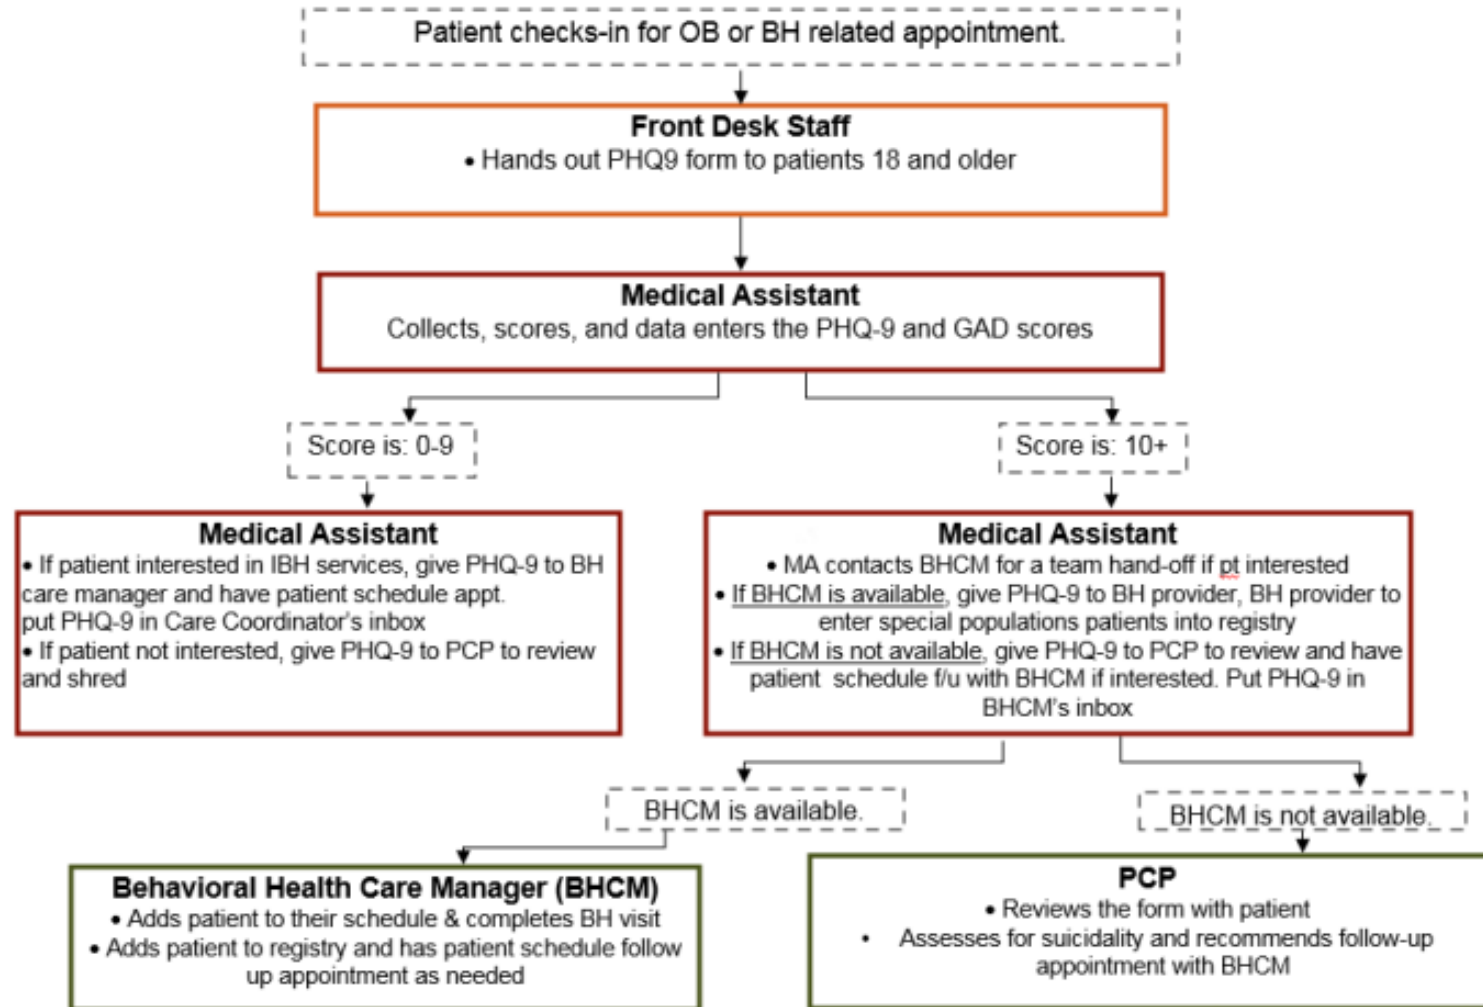 Patient checks-in for OB or BH related appointment.
Front Desk Staff
• Hands out PHQ9 form to patients 18 and older
Medical Assistant
Collects, scores, and data enters the PHQ-9 and GAD scores
Score is: 0-9
Score is: 10+
Medical Assistant
• If patient interested in IBH services, give PHQ-9 to BH
care manager and have patient schedule appt.
put PHQ-9 in Care Coordinator's inbox
• If patient not interested, give PHQ-9 to PCP to review
and shred
Medical Assistant
• MA contacts BHCM for a team hand-off if pt interested
• If BHCM is available, give PHQ-9 to BH provider, BH provider to
enter special populations patients into registry
• If BHCM is not available, give PHQ-9 to PCP to review and have
patient schedule f/u with BHCM if interested. Put PHQ-9 in
BHCM's inbox
BHCM is available.
BHCM is not available.
Behavioral Health Care Manager (BHCM)
• Adds patient to their schedule & completes BH visit
• Adds patient to registry and has patient schedule follow
up appointment as needed
PCP
• Reviews the form with patient
• Assesses for suicidality and recommends follow-up
appointment with BHCM